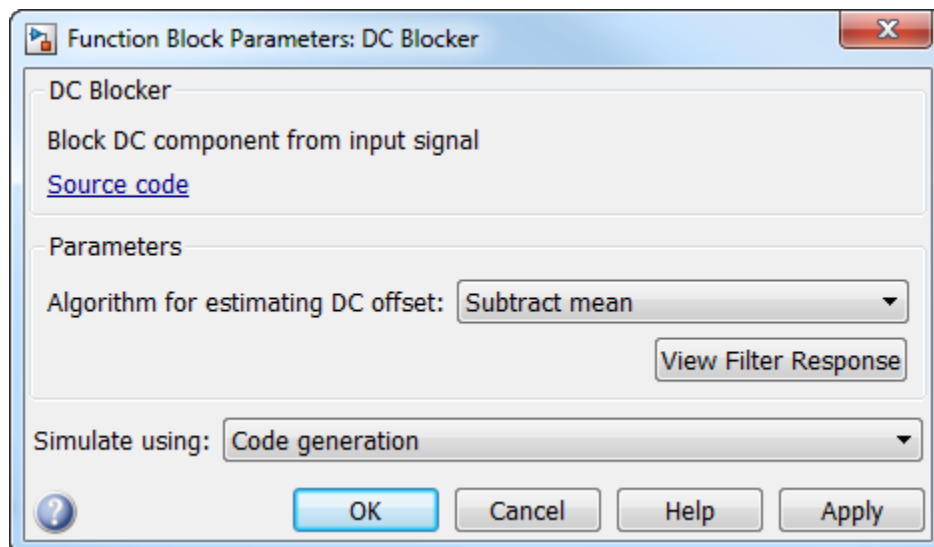 Function Block Parameters: DC Blocker
DC Blocker
Block DC component from input signal
Source code
Parameters
Algorithm for estimating DC offset: Subtract mean
View Filter Response
Simulate using: Code generation
OK Cancel Help Apply